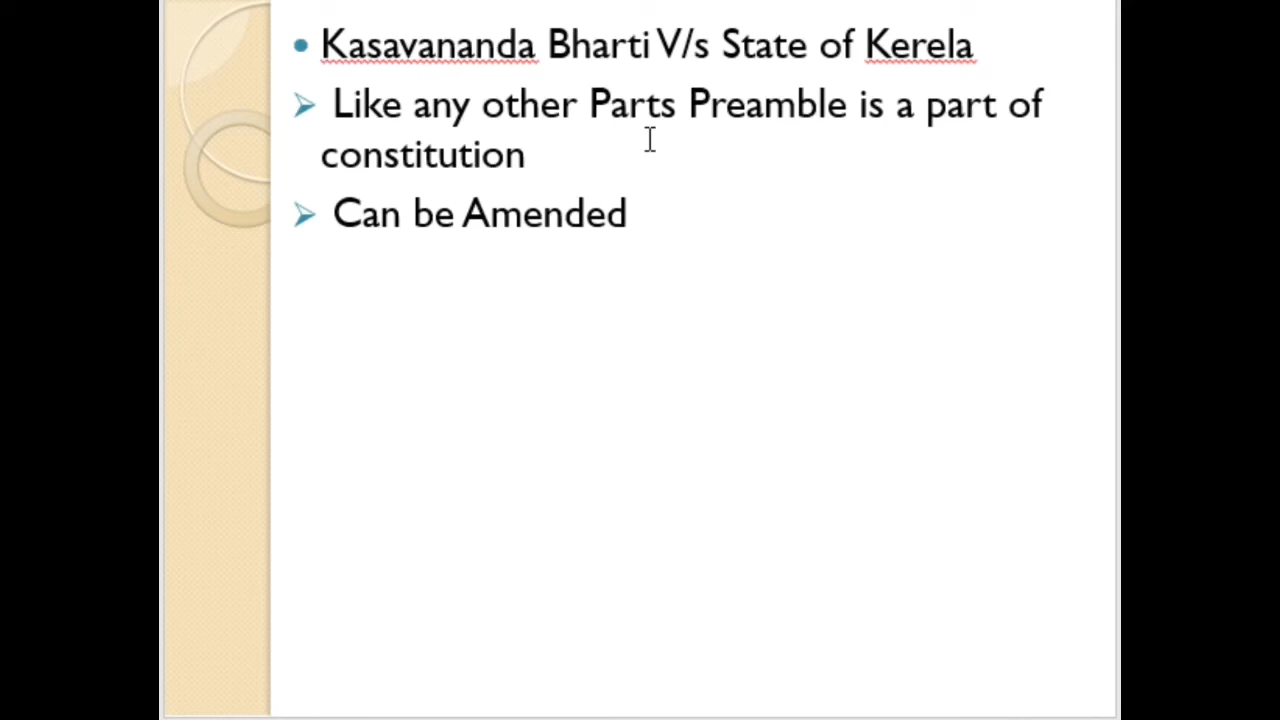 • Kasavananda Bharti V/s State of Kerela
➢ Like any other Parts Preamble is a part of
constitution
➢ Can be Amended